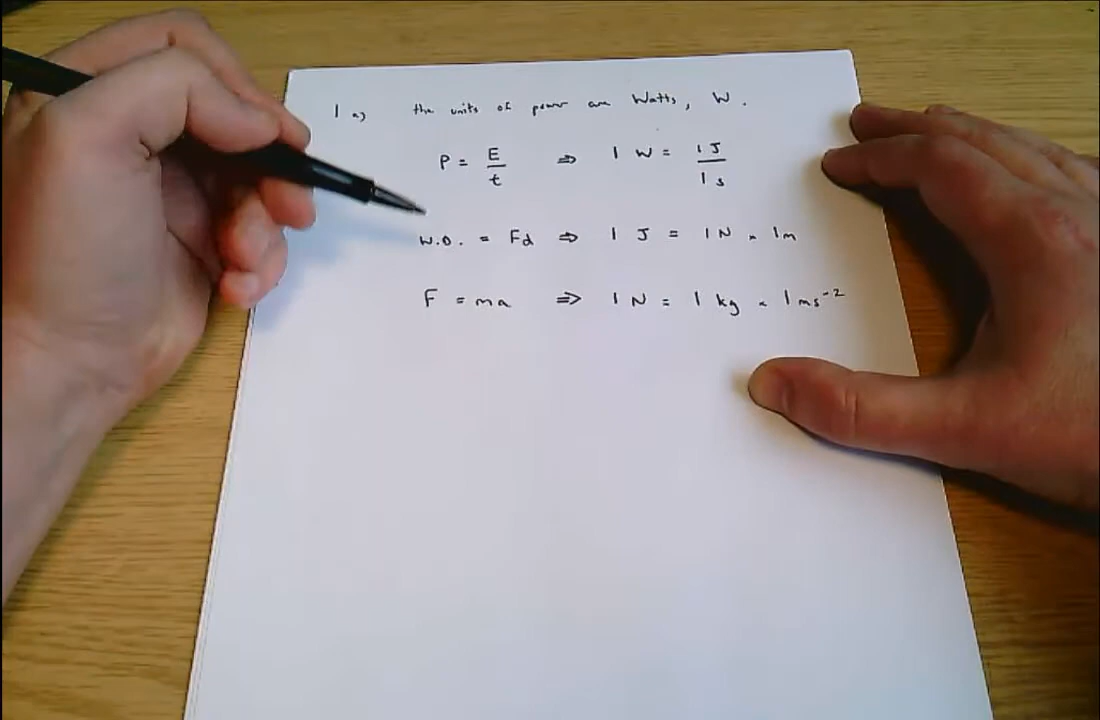 1 a) the units of power are Watts, W.
P = E/t ⇒ 1 W = 1 J/1 s
W.D. = Fd ⇒ 1 J = 1 N × 1 m
F = ma ⇒ 1 N = 1 kg × 1 ms⁻²